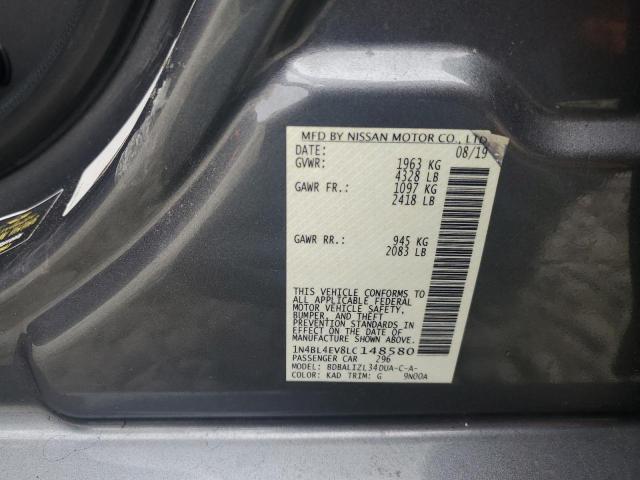 MFD BY NISSAN MOTOR CO., LTD
DATE: 08/19
GVWR: 1963 KG
4328 LB
GAWR FR.: 1097 KG
2418 LB
GAWR RR.: 945 KG
2083 LB
THIS VEHICLE CONFORMS TO
ALL APPLICABLE FEDERAL
MOTOR VEHICLE SAFETY,
BUMPER, AND THEFT
PREVENTION STANDARDS IN
EFFECT ON THE DATE OF
MANUFACTURE SHOWN ABOVE.
1N4BL4EV8LC148580
PASSENGER CAR 296
MODEL: BDBALIZL34DUA-C-A-
COLOR: KAD TRIM: G 9N00A